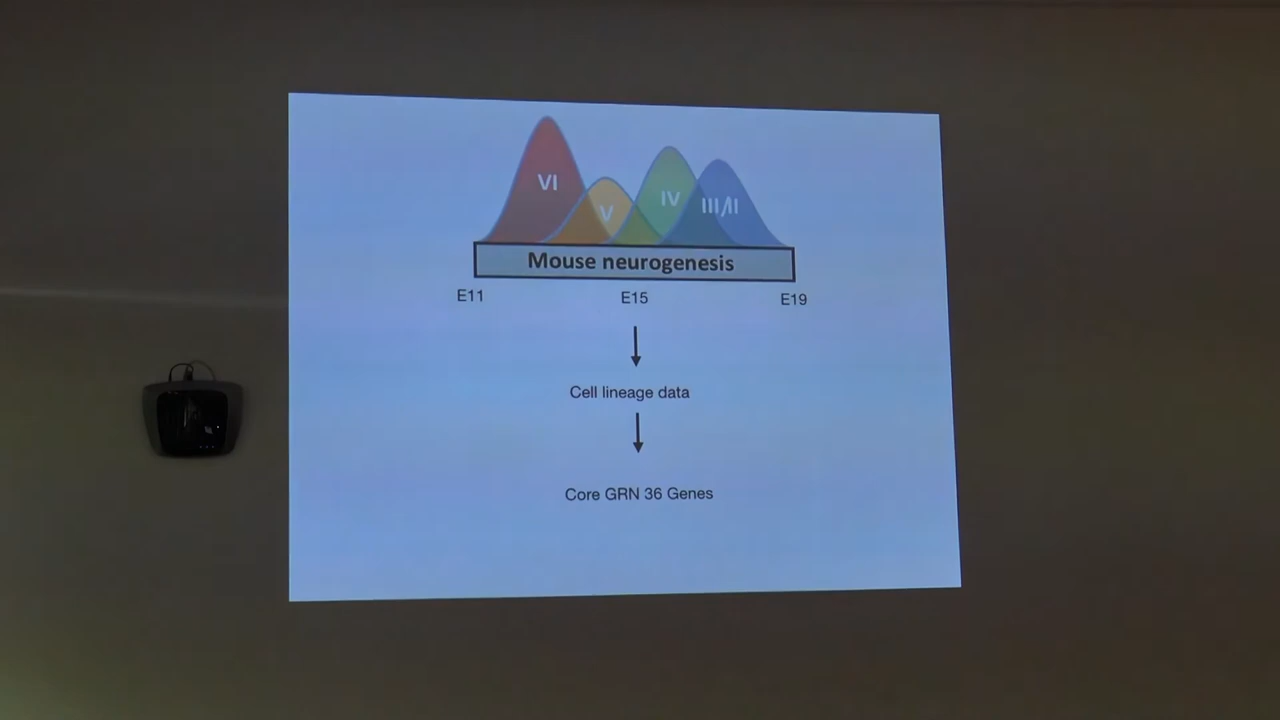 VI
V
IV
III/II
Mouse neurogenesis
E11
E15
E19
Cell lineage data
Core GRN 36 Genes